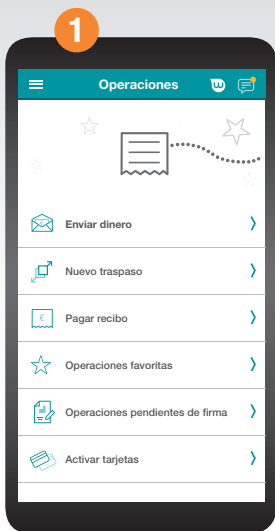 1
Operaciones
Enviar dinero
Nuevo traspaso
€
Pagar recibo
Operaciones favoritas
Operaciones pendientes de firma
Activar tarjetas